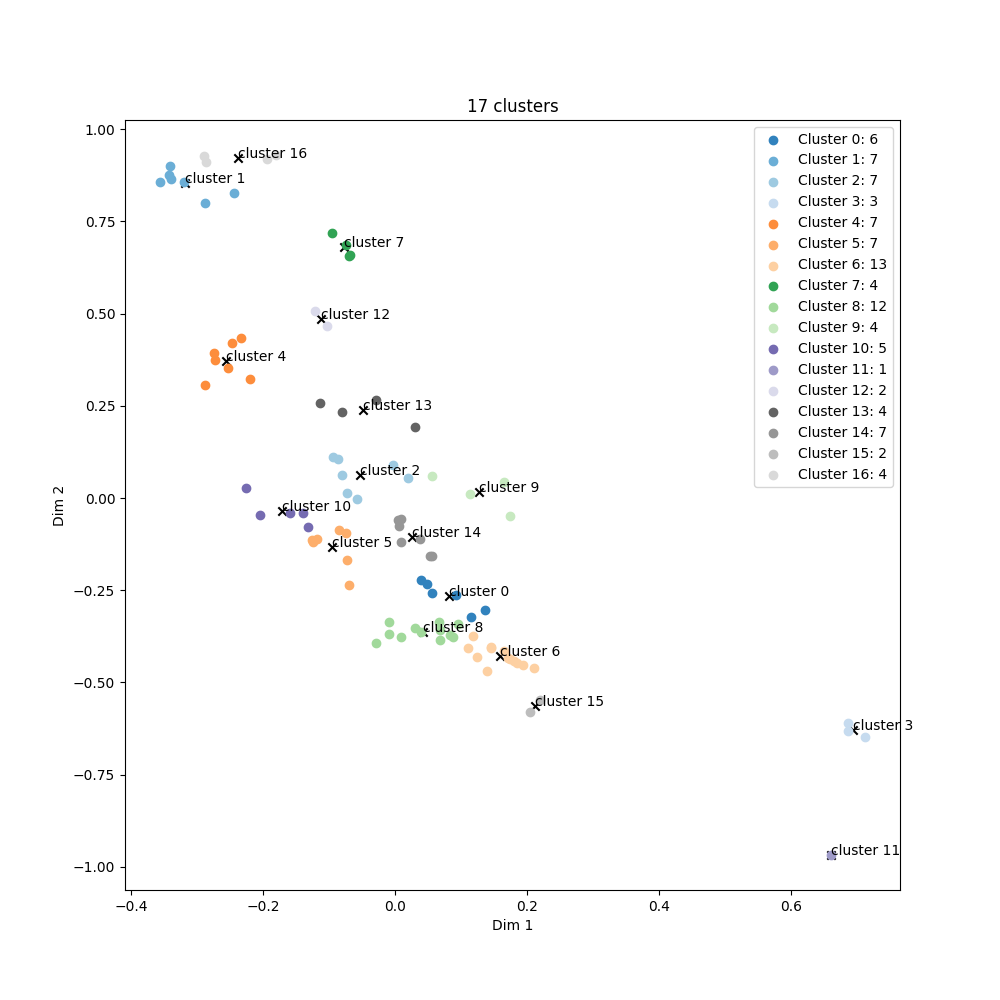 17 clusters
1.00
0.75
0.50
0.25
0.00
−0.25
−0.50
−0.75
−1.00
Dim 2
−0.4
−0.2
0.0
0.2
0.4
0.6
Dim 1
cluster 16
cluster 1
cluster 7
cluster 12
cluster 4
cluster 13
cluster 2
cluster 9
cluster 10
cluster 14
cluster 5
cluster 0
cluster 8
cluster 6
cluster 15
cluster 3
cluster 11
Cluster 0: 6
Cluster 1: 7
Cluster 2: 7
Cluster 3: 3
Cluster 4: 7
Cluster 5: 7
Cluster 6: 13
Cluster 7: 4
Cluster 8: 12
Cluster 9: 4
Cluster 10: 5
Cluster 11: 1
Cluster 12: 2
Cluster 13: 4
Cluster 14: 7
Cluster 15: 2
Cluster 16: 4